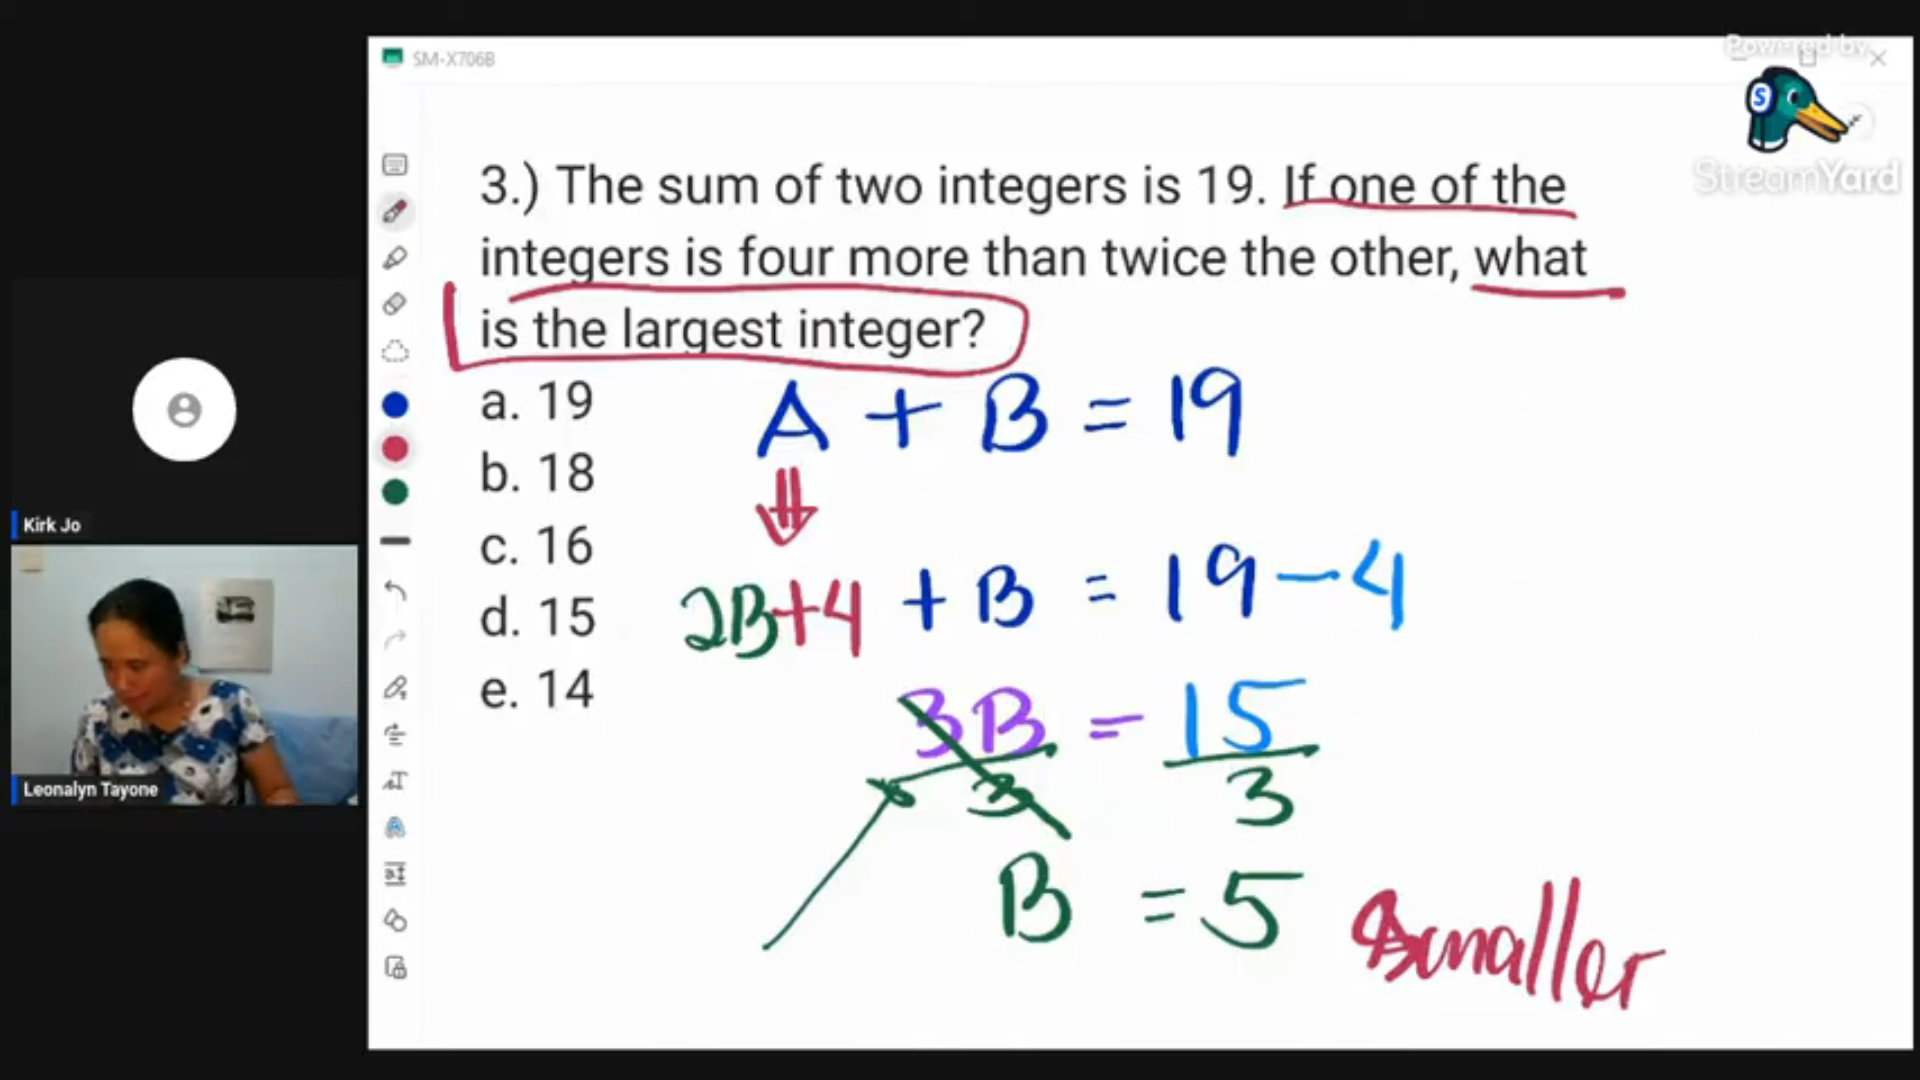 SM-X706B
Powered by
StreamYard
3.) The sum of two integers is 19. If one of the
integers is four more than twice the other, what
is the largest integer?
a. 19
b. 18
c. 16
d. 15
e. 14
A + B = 19
2B+4 + B = 19 - 4
3B = 15
3 3
B = 5
Smaller
Kirk Jo
Leonalyn Tayone